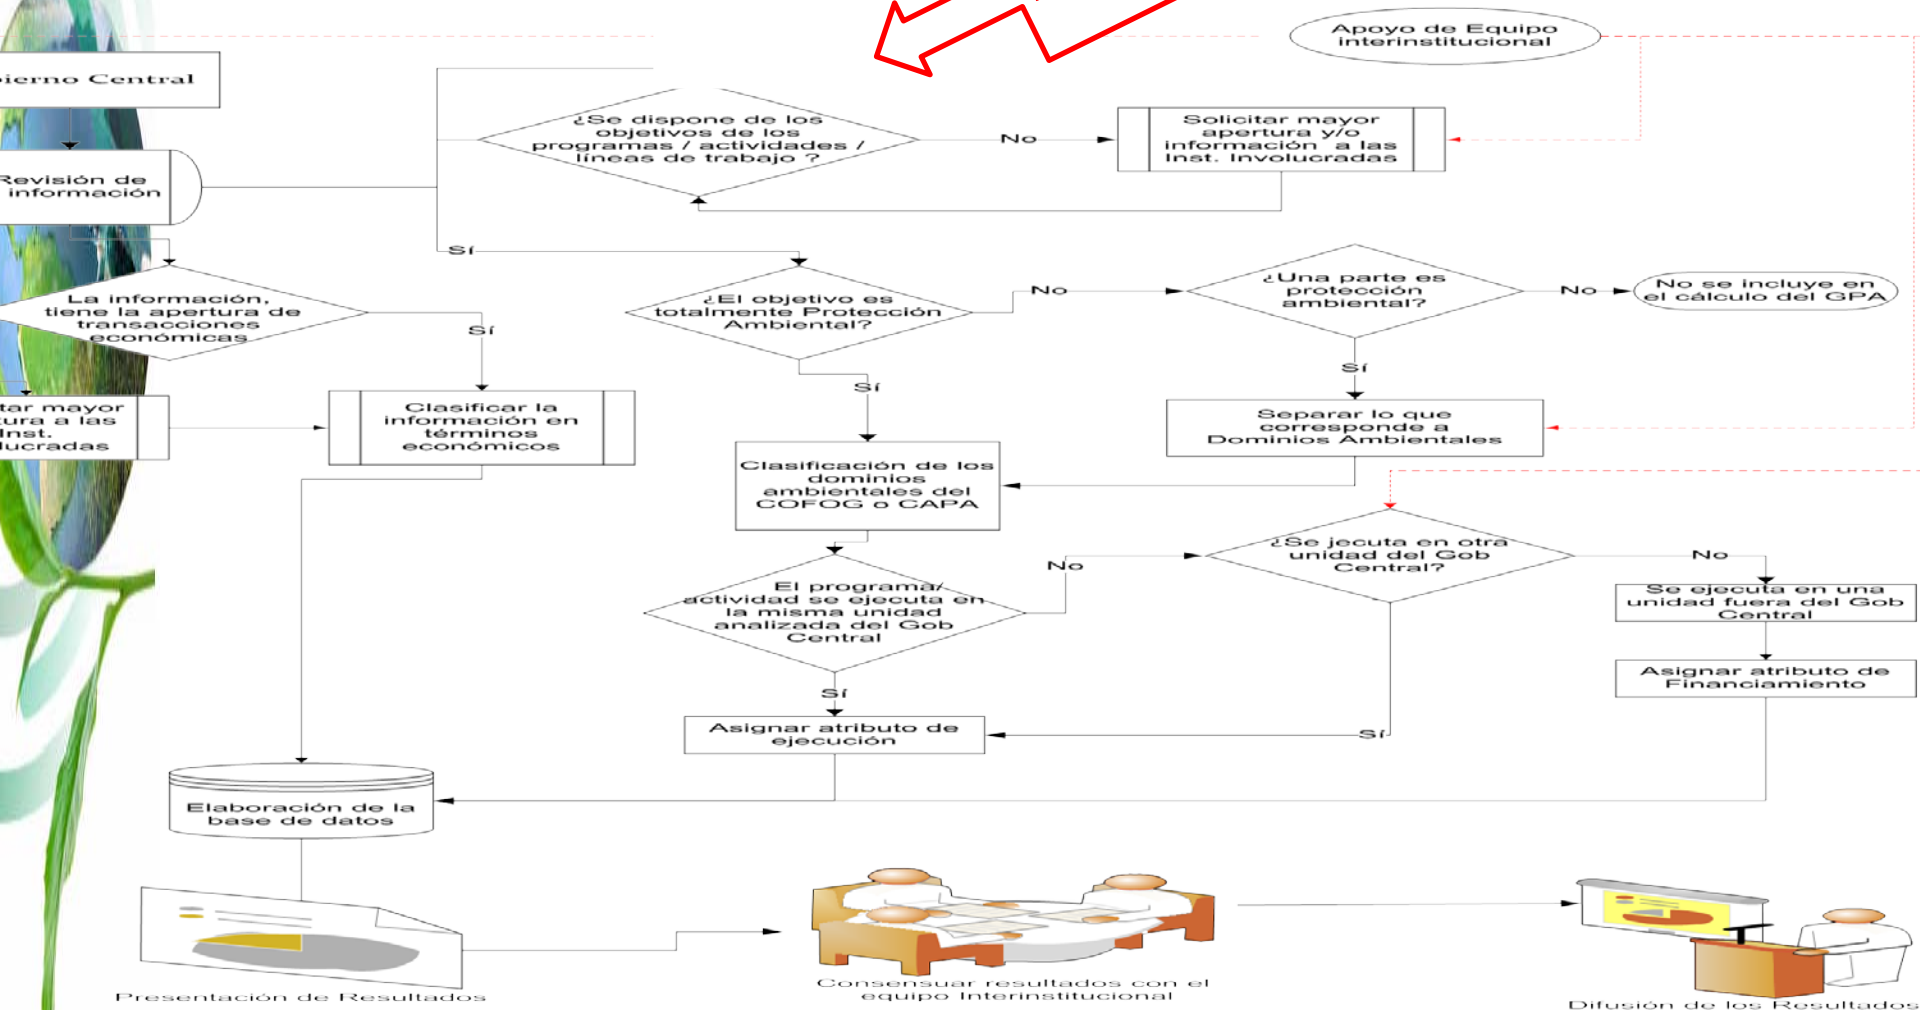 Apoyo de Equipo
interinstitucional
Central
¿Se dispone de los
objetivos de los
programas / actividades /
líneas de trabajo ?
No
Solicitar mayor
apertura y/o
información a las
Inst. Involucradas
Revisión de
información
Sí
La información,
tiene la apertura de
transacciones
económicas
Sí
¿El objetivo es
totalmente Protección
Ambiental?
No
¿Una parte es
protección
ambiental?
No
No se incluye en
el cálculo del GPA
Sí
Sí
mayor
a las
Inst.
Clasificar la
información en
términos
económicos
Separar lo que
corresponde a
Dominios Ambientales
Clasificación de los
dominios
ambientales del
COFOG o CAPA
El programa/
actividad se ejecuta en
la misma unidad
analizada del Gob
Central
No
¿Se jecuta en otra
unidad del Gob
Central?
No
Se ejecuta en una
unidad fuera del Gob
Central
Asignar atributo de
Financiamiento
Sí
Asignar atributo de
ejecución
Sí
Elaboración de la
base de datos
Presentación de Resultados
Consensuar resultados con el
equipo Interinstitucional
Difusión de los Resultados